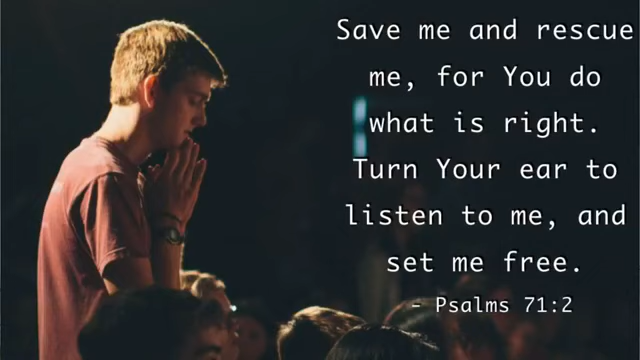 Save me and rescue
me, for You do
what is right.
Turn Your ear to
listen to me, and
set me free.
– Psalms 71:2